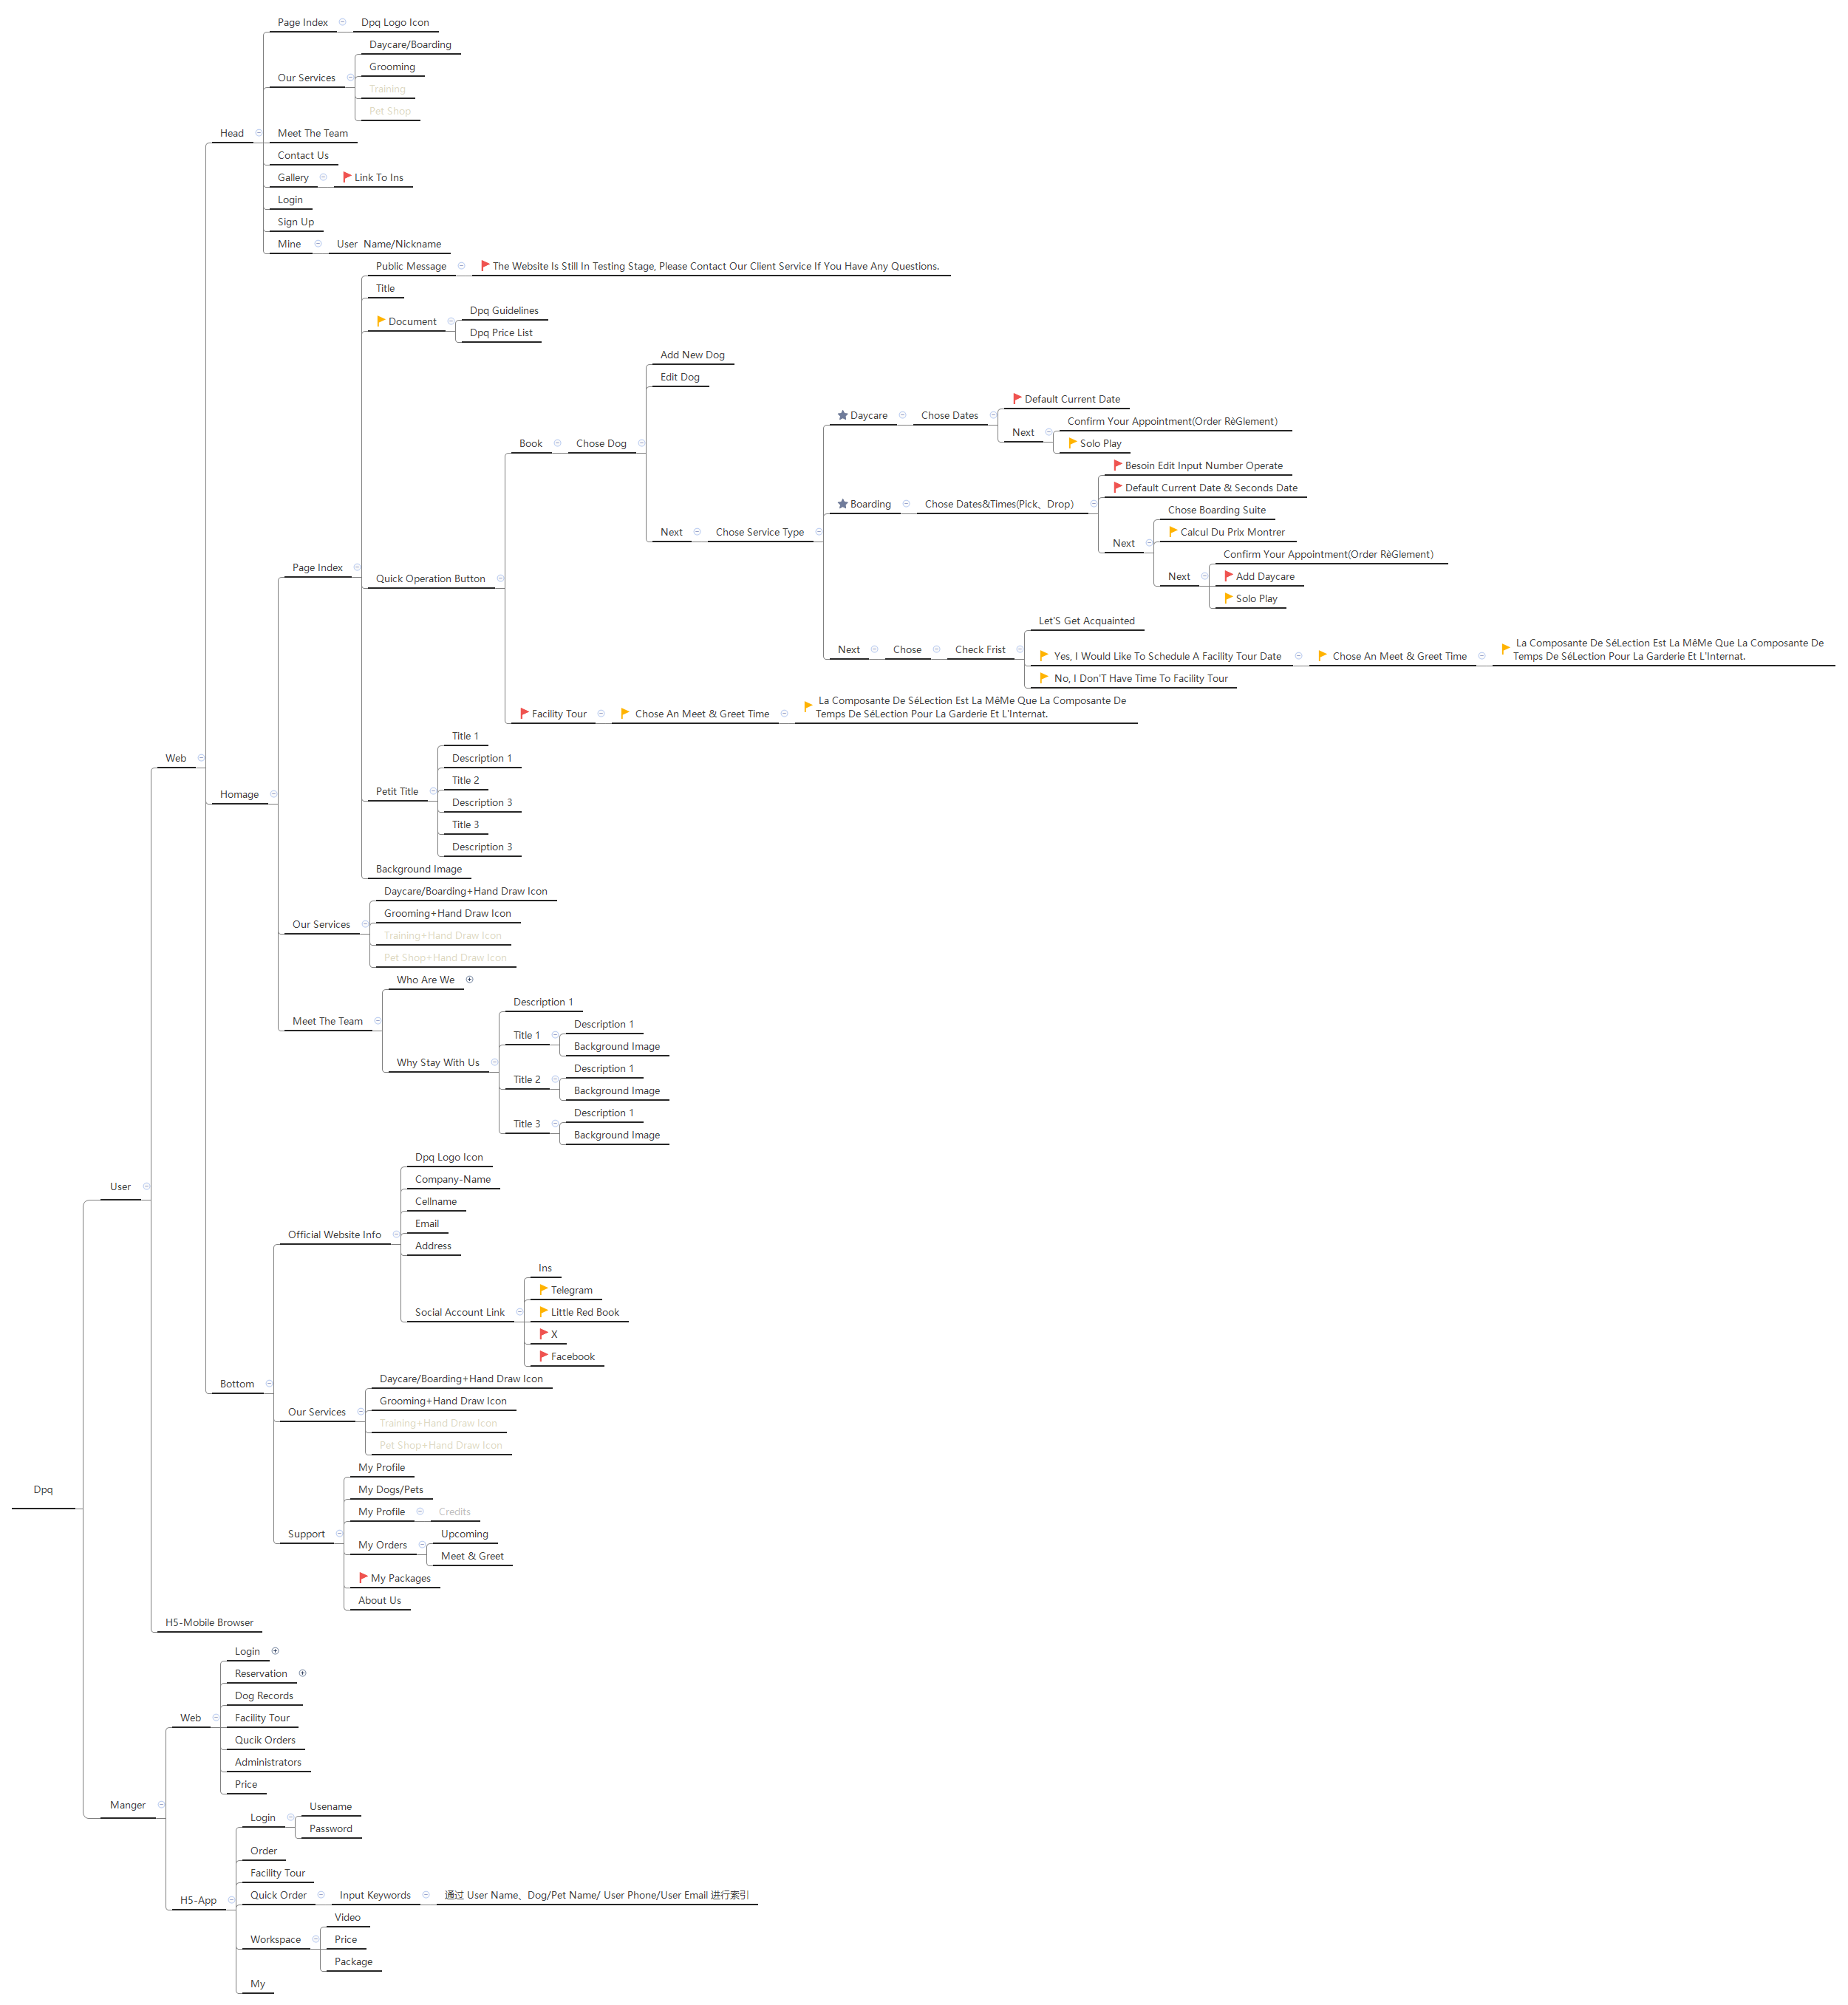 Page Index
Dpq Logo Icon
Daycare/Boarding
Grooming
Our Services
Training
Pet Shop
Head
Meet The Team
Contact Us
Gallery
Link To Ins
Login
Sign Up
Mine
User  Name/Nickname
Public Message
The Website Is Still In Testing Stage, Please Contact Our Client Service If You Have Any Questions.
Title
Document
Dpq Guidelines
Dpq Price List
Add New Dog
Edit Dog
Book
Chose Dog
Daycare
Chose Dates
Default Current Date
Next
Confirm Your Appointment(Order RèGlement)
Solo Play
Boarding
Chose Dates&Times(Pick、Drop)
Besoin Edit Input Number Operate
Default Current Date & Seconds Date
Next
Chose Boarding Suite
Calcul Du Prix Montrer
Next
Confirm Your Appointment(Order RèGlement)
Add Daycare
Solo Play
Next
Chose Service Type
Page Index
Quick Operation Button
Next
Chose
Check Frist
Let'S Get Acquainted
Yes, I Would Like To Schedule A Facility Tour Date
Chose An Meet & Greet Time
La Composante De SéLection Est La MêMe Que La Composante De
Temps De SéLection Pour La Garderie Et L'Internat.
No, I Don'T Have Time To Facility Tour
Facility Tour
Chose An Meet & Greet Time
La Composante De SéLection Est La MêMe Que La Composante De
Temps De SéLection Pour La Garderie Et L'Internat.
Web
Homage
Petit Title
Title 1
Description 1
Title 2
Description 3
Title 3
Description 3
Background Image
Our Services
Daycare/Boarding+Hand Draw Icon
Grooming+Hand Draw Icon
Training+Hand Draw Icon
Pet Shop+Hand Draw Icon
Meet The Team
Who Are We
Why Stay With Us
Description 1
Title 1
Description 1
Background Image
Title 2
Description 1
Background Image
Title 3
Description 1
Background Image
User
Official Website Info
Dpq Logo Icon
Company-Name
Cellname
Email
Address
Social Account Link
Ins
Telegram
Little Red Book
X
Facebook
Bottom
Our Services
Daycare/Boarding+Hand Draw Icon
Grooming+Hand Draw Icon
Training+Hand Draw Icon
Pet Shop+Hand Draw Icon
Dpq
Support
My Profile
My Dogs/Pets
My Profile
Credits
My Orders
Upcoming
Meet & Greet
My Packages
About Us
H5-Mobile Browser
Manger
Web
Login
Reservation
Dog Records
Facility Tour
Qucik Orders
Administrators
Price
H5-App
Login
Usename
Password
Order
Facility Tour
Quick Order
Input Keywords
通过 User Name、Dog/Pet Name/ User Phone/User Email 进行索引
Workspace
Video
Price
Package
My